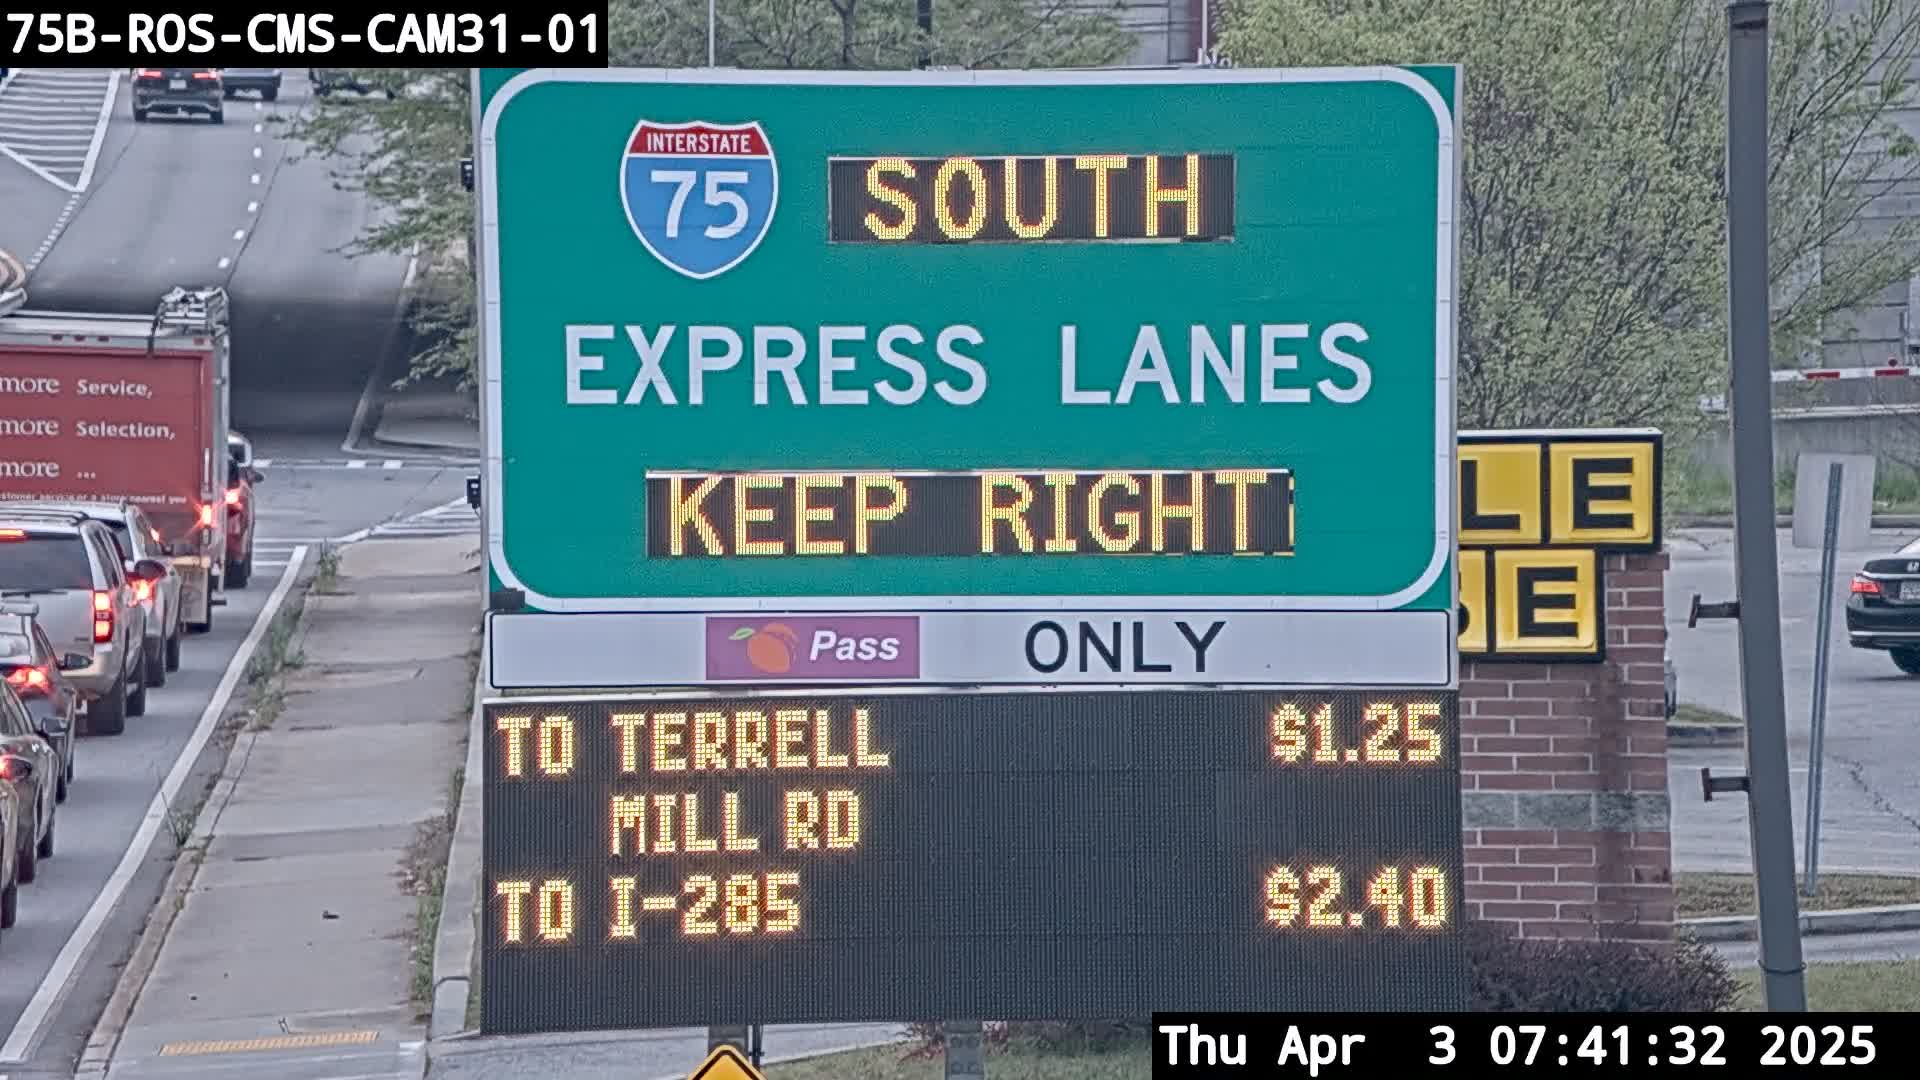 75B-ROS-CMS-CAM31-01
INTERSTATE
75
SOUTH
EXPRESS LANES
KEEP RIGHT
Pass ONLY
TO TERRELL $1.25
MILL RD
TO I-285 $2.40
more Service,
more Selection,
more ...
LE
E
Thu Apr 3 07:41:32 2025